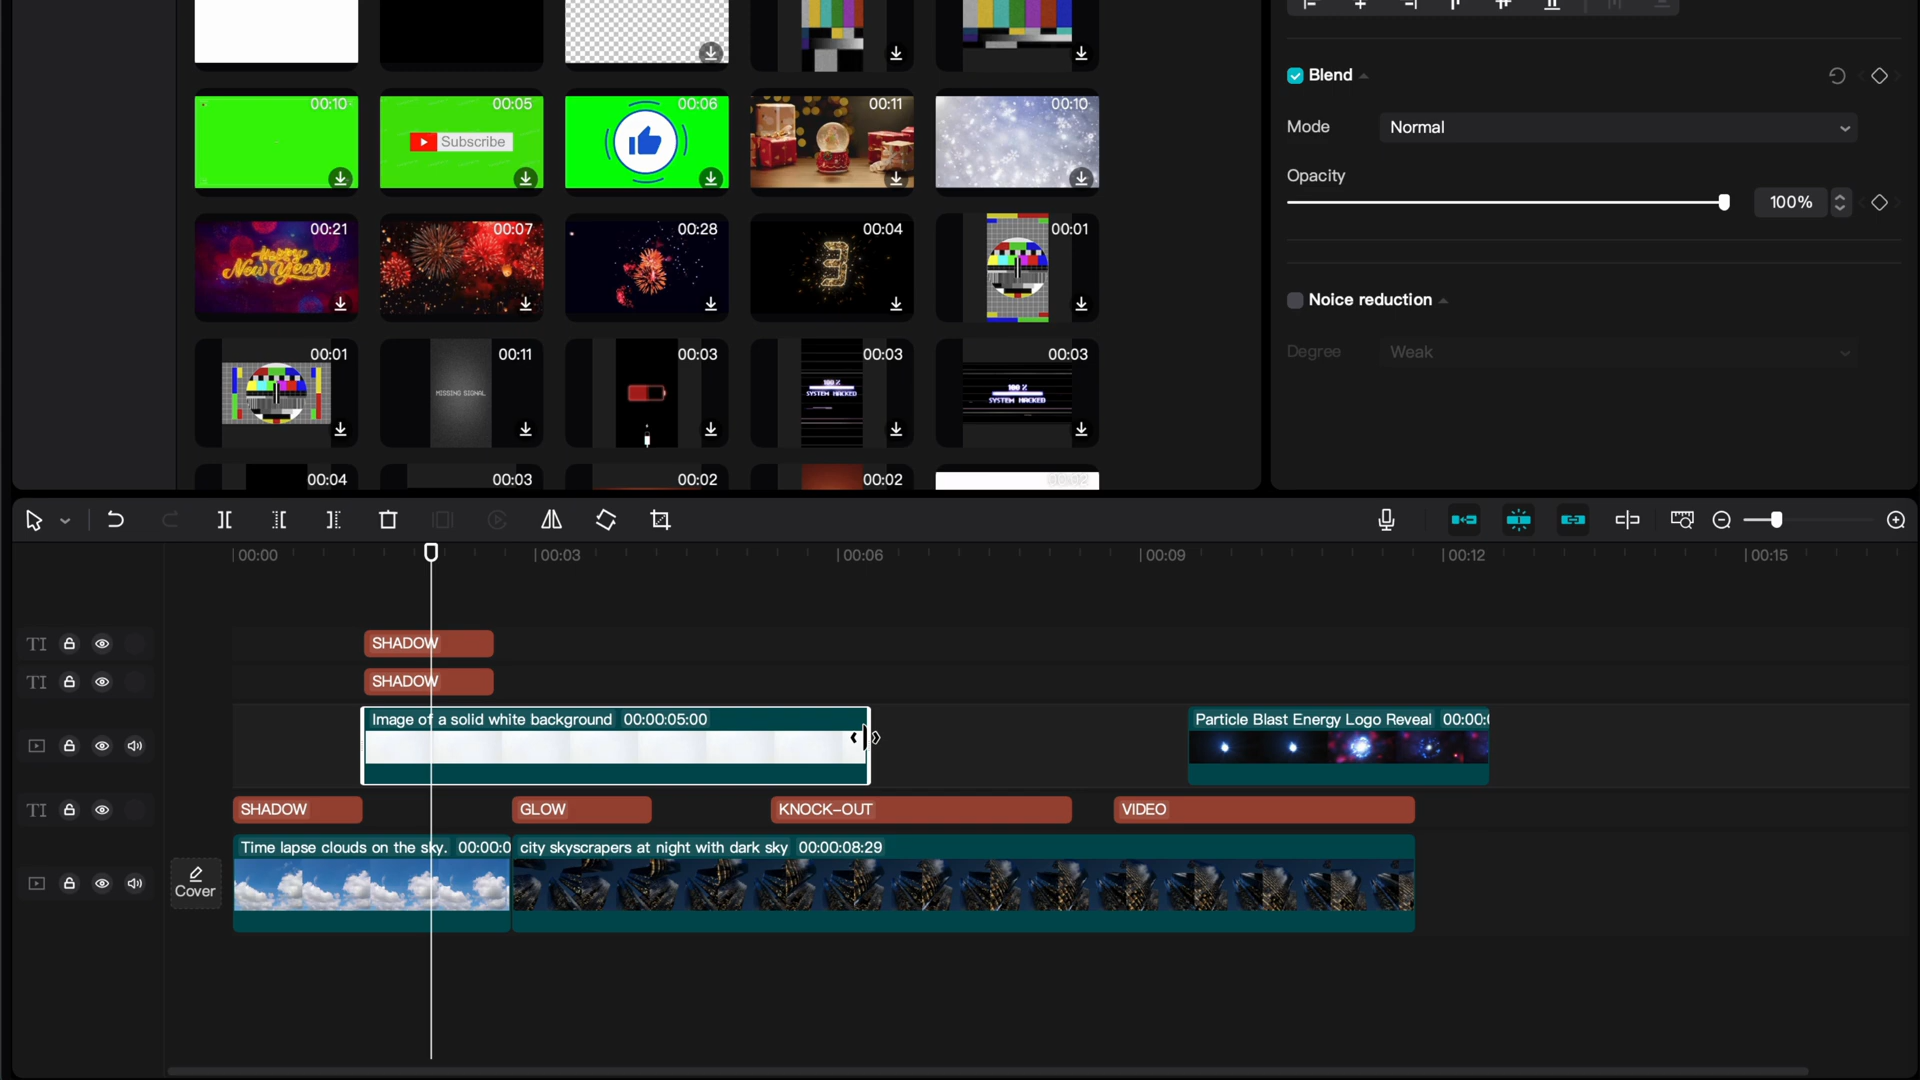 00:10
00:05
00:06
00:11
00:10
Subscribe
00:21
00:07
00:28
00:04
00:01
Happy
New Year
3
00:01
00:11
00:03
00:03
00:03
MISSING SIGNAL
100 %
SYSTEM HACKED
100 %
SYSTEM HACKED
00:04
00:03
00:02
00:02
Blend
Mode
Normal
Opacity
100%
Noice reduction
Degree
Weak
00:00
00:03
00:06
00:09
00:12
00:15
TI
SHADOW
TI
SHADOW
Image of a solid white background 00:00:05:00
Particle Blast Energy Logo Reveal 00:00:0
TI
SHADOW
GLOW
KNOCK-OUT
VIDEO
Cover
Time lapse clouds on the sky. 00:00:0
city skyscrapers at night with dark sky 00:00:08:29